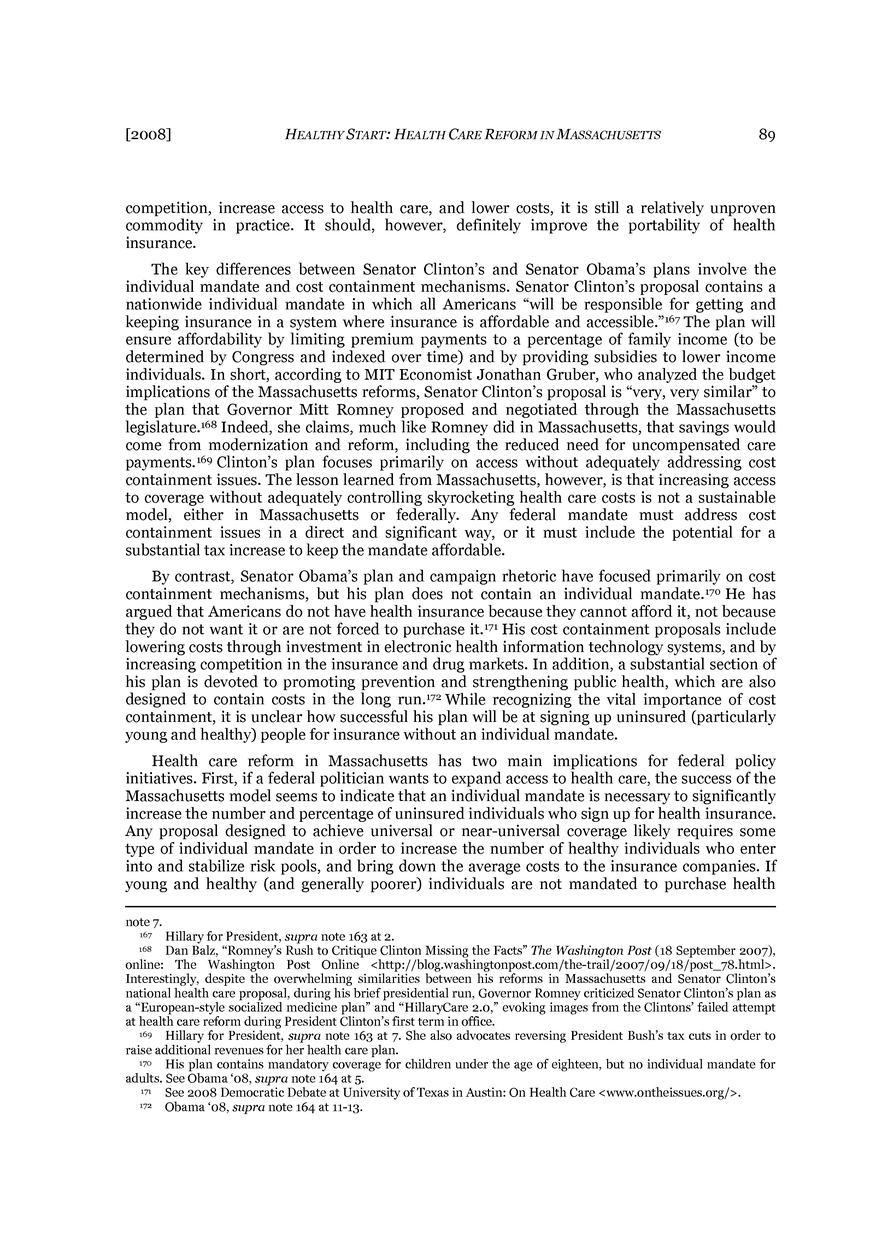 [2008] HEALTHY START: HEALTH CARE REFORM IN MASSACHUSETTS 89
competition, increase access to health care, and lower costs, it is still a relatively unproven
commodity in practice. It should, however, definitely improve the portability of health
insurance.
The key differences between Senator Clinton’s and Senator Obama’s plans involve the
individual mandate and cost containment mechanisms. Senator Clinton’s proposal contains a
nationwide individual mandate in which all Americans “will be responsible for getting and
keeping insurance in a system where insurance is affordable and accessible.”167 The plan will
ensure affordability by limiting premium payments to a percentage of family income (to be
determined by Congress and indexed over time) and by providing subsidies to lower income
individuals. In short, according to MIT Economist Jonathan Gruber, who analyzed the budget
implications of the Massachusetts reforms, Senator Clinton’s proposal is “very, very similar” to
the plan that Governor Mitt Romney proposed and negotiated through the Massachusetts
legislature.168 Indeed, she claims, much like Romney did in Massachusetts, that savings would
come from modernization and reform, including the reduced need for uncompensated care
payments.169 Clinton’s plan focuses primarily on access without adequately addressing cost
containment issues. The lesson learned from Massachusetts, however, is that increasing access
to coverage without adequately controlling skyrocketing health care costs is not a sustainable
model, either in Massachusetts or federally. Any federal mandate must address cost
containment issues in a direct and significant way, or it must include the potential for a
substantial tax increase to keep the mandate affordable.
By contrast, Senator Obama’s plan and campaign rhetoric have focused primarily on cost
containment mechanisms, but his plan does not contain an individual mandate.170 He has
argued that Americans do not have health insurance because they cannot afford it, not because
they do not want it or are not forced to purchase it.171 His cost containment proposals include
lowering costs through investment in electronic health information technology systems, and by
increasing competition in the insurance and drug markets. In addition, a substantial section of
his plan is devoted to promoting prevention and strengthening public health, which are also
designed to contain costs in the long run.172 While recognizing the vital importance of cost
containment, it is unclear how successful his plan will be at signing up uninsured (particularly
young and healthy) people for insurance without an individual mandate.
Health care reform in Massachusetts has two main implications for federal policy
initiatives. First, if a federal politician wants to expand access to health care, the success of the
Massachusetts model seems to indicate that an individual mandate is necessary to significantly
increase the number and percentage of uninsured individuals who sign up for health insurance.
Any proposal designed to achieve universal or near-universal coverage likely requires some
type of individual mandate in order to increase the number of healthy individuals who enter
into and stabilize risk pools, and bring down the average costs to the insurance companies. If
young and healthy (and generally poorer) individuals are not mandated to purchase health
note 7.
167 Hillary for President, supra note 163 at 2.
168 Dan Balz, “Romney’s Rush to Critique Clinton Missing the Facts” The Washington Post (18 September 2007),
online: The Washington Post Online <http://blog.washingtonpost.com/the-trail/2007/09/18/post_78.html>.
Interestingly, despite the overwhelming similarities between his reforms in Massachusetts and Senator Clinton’s
national health care proposal, during his brief presidential run, Governor Romney criticized Senator Clinton’s plan as
a “European-style socialized medicine plan” and “HillaryCare 2.0,” evoking images from the Clintons’ failed attempt
at health care reform during President Clinton’s first term in office.
169 Hillary for President, supra note 163 at 7. She also advocates reversing President Bush’s tax cuts in order to
raise additional revenues for her health care plan.
170 His plan contains mandatory coverage for children under the age of eighteen, but no individual mandate for
adults. See Obama ‘08, supra note 164 at 5.
171 See 2008 Democratic Debate at University of Texas in Austin: On Health Care <www.ontheissues.org/>.
172 Obama ‘08, supra note 164 at 11-13.